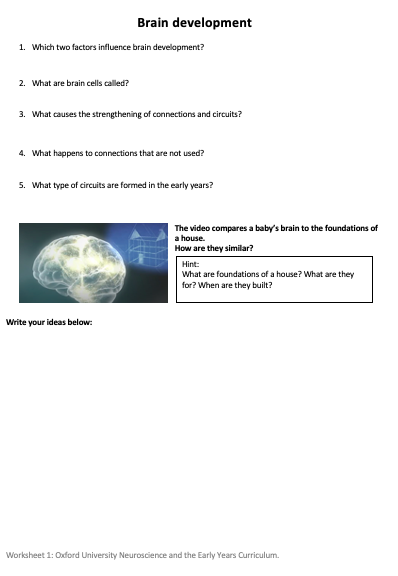 Brain development
1. Which two factors influence brain development?
2. What are brain cells called?
3. What causes the strengthening of connections and circuits?
4. What happens to connections that are not used?
5. What type of circuits are formed in the early years?
The video compares a baby's brain to the foundations of
a house.
How are they similar?
Hint:
What are foundations of a house? What are they
for? When are they built?
Write your ideas below:
Worksheet 1: Oxford University Neuroscience and the Early Years Curriculum.